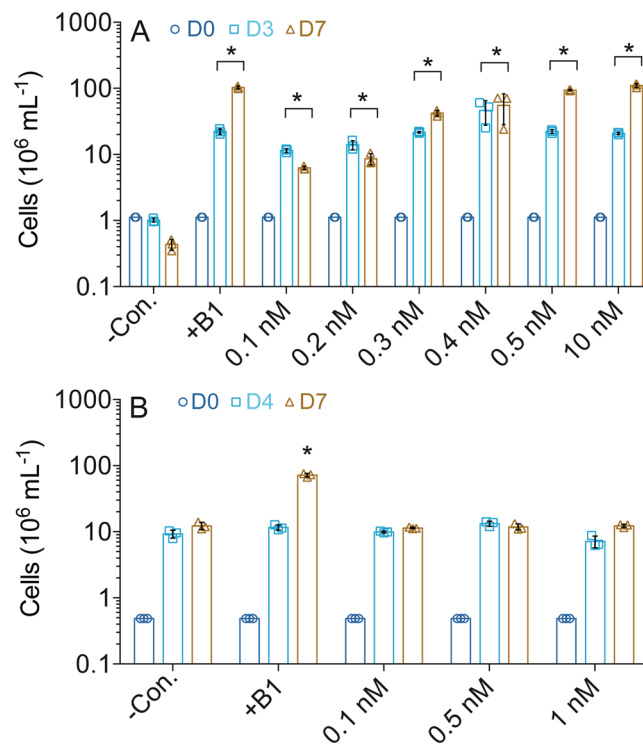 A
D0 D3 D7
Cells (10⁶ mL⁻¹)
1000
100
10
1
0.1
* * * * * * *
-Con. +B1 0.1 nM 0.2 nM 0.3 nM 0.4 nM 0.5 nM 10 nM
B
D0 D4 D7
Cells (10⁶ mL⁻¹)
1000
100
10
1
0.1
*
-Con. +B1 0.1 nM 0.5 nM 1 nM